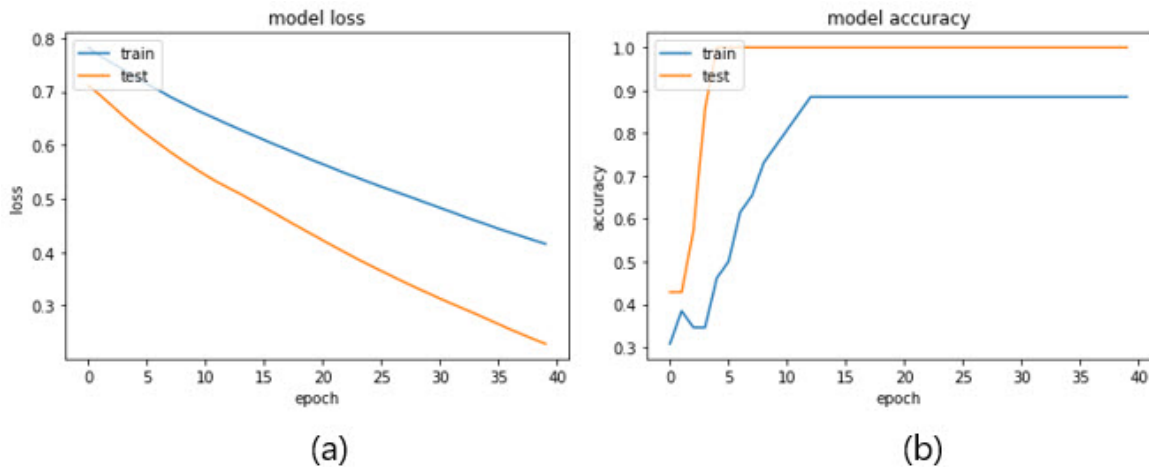 model loss
0.8
0.7
0.6
0.5
0.4
0.3
loss
train
test
0 5 10 15 20 25 30 35 40
epoch
(a)
model accuracy
1.0
0.9
0.8
0.7
0.6
0.5
0.4
0.3
accuracy
train
test
0 5 10 15 20 25 30 35 40
epoch
(b)